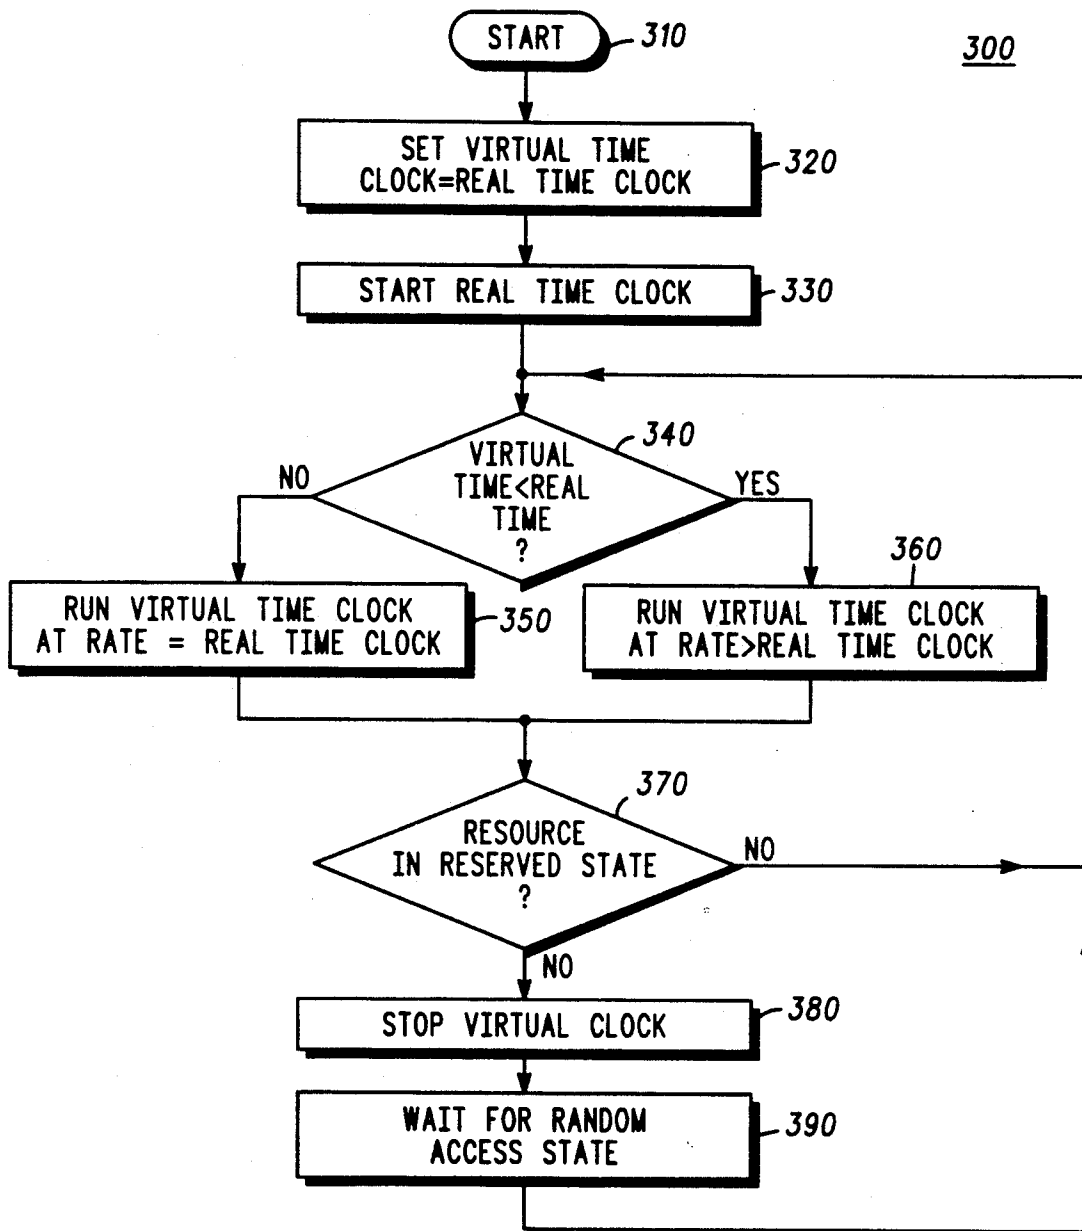 START
310
300
SET VIRTUAL TIME
CLOCK=REAL TIME CLOCK
320
START REAL TIME CLOCK
330
340
VIRTUAL
TIME<REAL
TIME
?
NO
YES
360
RUN VIRTUAL TIME CLOCK
AT RATE = REAL TIME CLOCK
350
RUN VIRTUAL TIME CLOCK
AT RATE>REAL TIME CLOCK
370
RESOURCE
IN RESERVED STATE
?
NO
NO
STOP VIRTUAL CLOCK
380
WAIT FOR RANDOM
ACCESS STATE
390